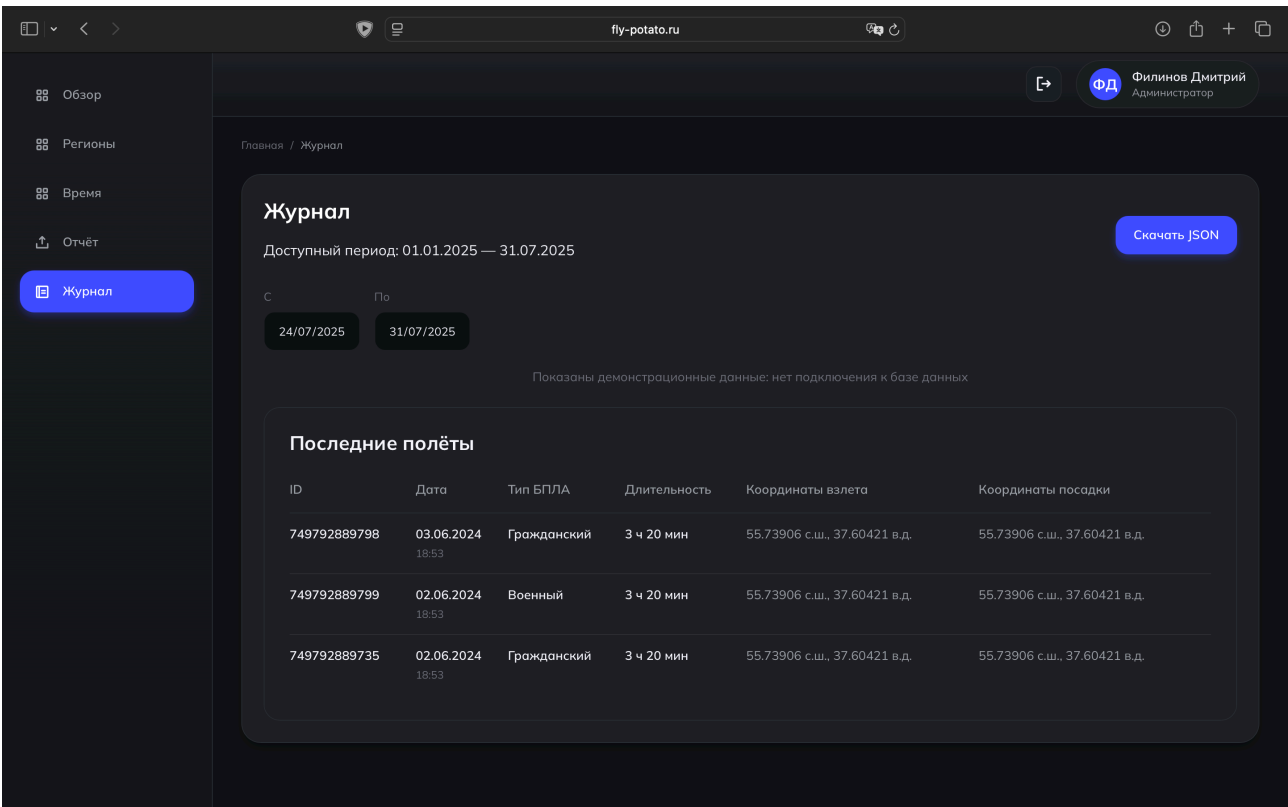 fly-potato.ru
Обзор
Регионы
Время
Отчёт
Журнал
ФД
Филинов Дмитрий
Администратор
Главная / Журнал
Журнал
Доступный период: 01.01.2025 — 31.07.2025
Скачать JSON
С По
24/07/2025 31/07/2025
Показаны демонстрационные данные: нет подключения к базе данных
Последние полёты
ID Дата Тип БПЛА Длительность Координаты взлета Координаты посадки
749792889798 03.06.2024 Гражданский 3 ч 20 мин 55.73906 с.ш., 37.60421 в.д. 55.73906 с.ш., 37.60421 в.д.
18:53
749792889799 02.06.2024 Военный 3 ч 20 мин 55.73906 с.ш., 37.60421 в.д. 55.73906 с.ш., 37.60421 в.д.
18:53
749792889735 02.06.2024 Гражданский 3 ч 20 мин 55.73906 с.ш., 37.60421 в.д. 55.73906 с.ш., 37.60421 в.д.
18:53